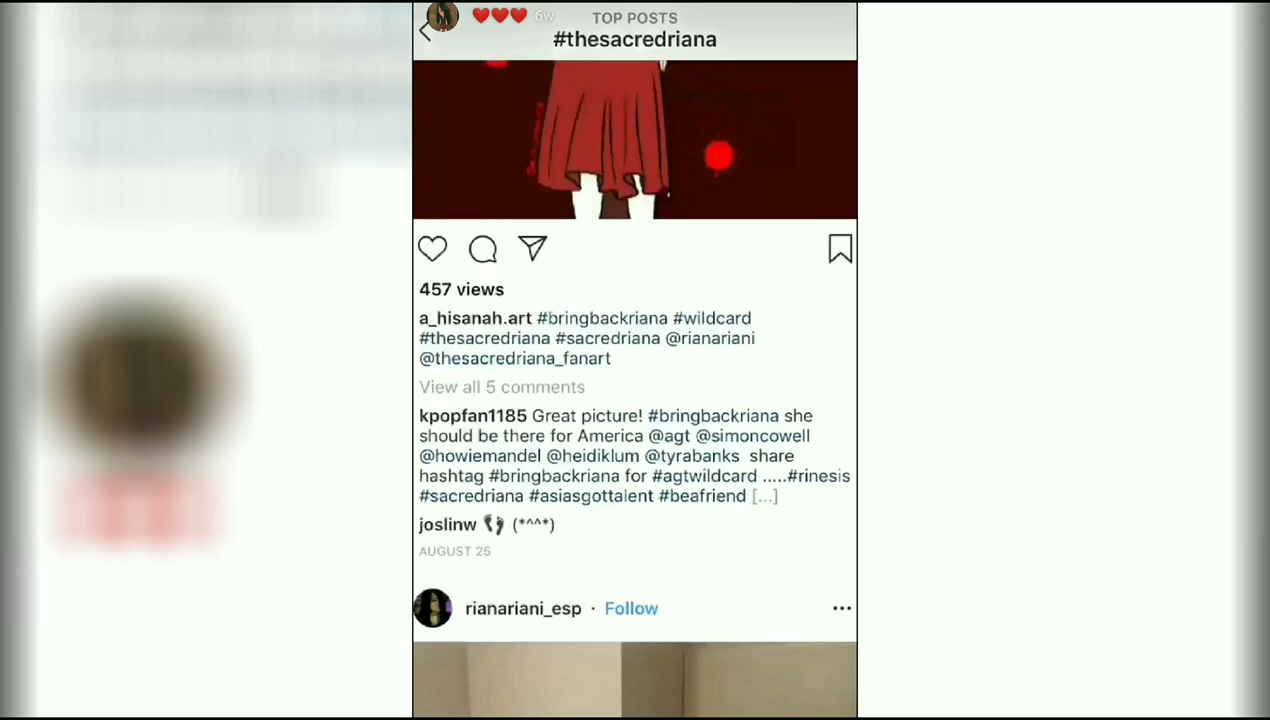 ❤️❤️❤️ 6w
TOP POSTS
#thesacredriana
457 views
a_hisanah.art #bringbackriana #wildcard
#thesacredriana #sacredriana @rianariani
@thesacredriana_fanart
View all 5 comments
kpopfan1185 Great picture! #bringbackriana she
should be there for America @agt @simoncowell
@howiemandel @heidiklum @tyrabanks share
hashtag #bringbackriana for #agtwildcard .....#rinesis
#sacredriana #asiasgottalent #beafriend [...]
joslinw 👣 (*^^*)
AUGUST 25
rianariani_esp · Follow